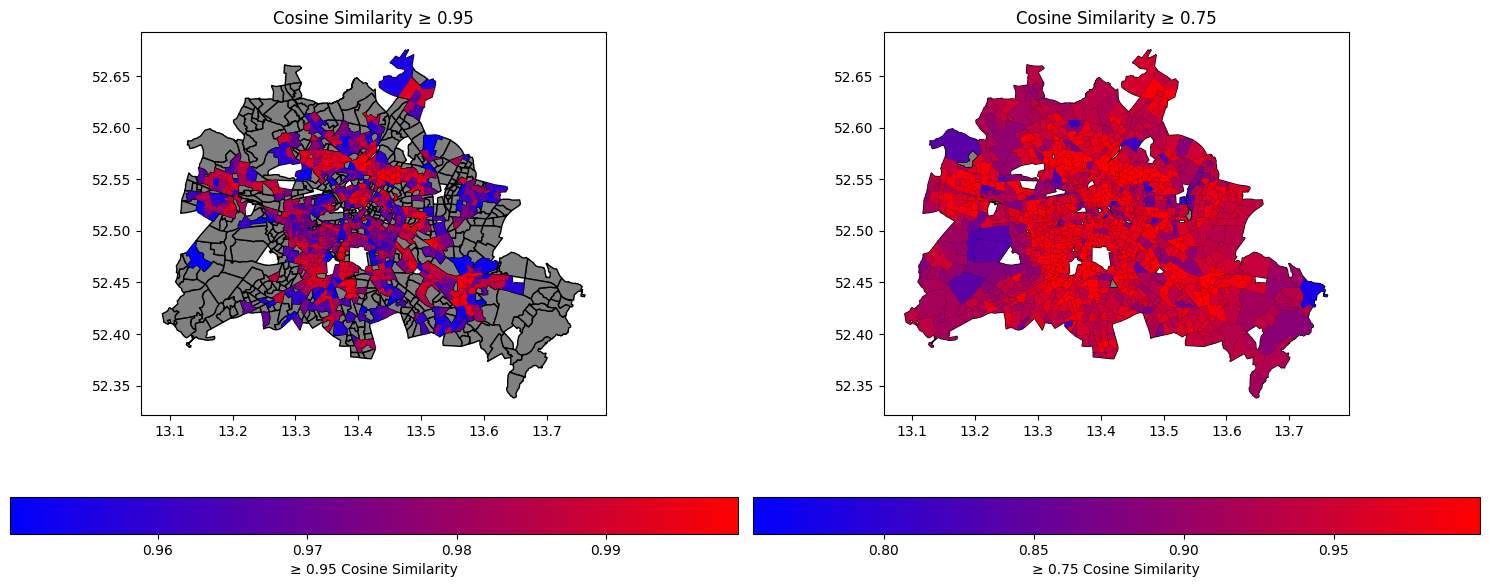 Cosine Similarity ≥ 0.95
52.65
52.60
52.55
52.50
52.45
52.40
52.35
13.1 13.2 13.3 13.4 13.5 13.6 13.7
0.96 0.97 0.98 0.99
≥ 0.95 Cosine Similarity
Cosine Similarity ≥ 0.75
52.65
52.60
52.55
52.50
52.45
52.40
52.35
13.1 13.2 13.3 13.4 13.5 13.6 13.7
0.80 0.85 0.90 0.95
≥ 0.75 Cosine Similarity